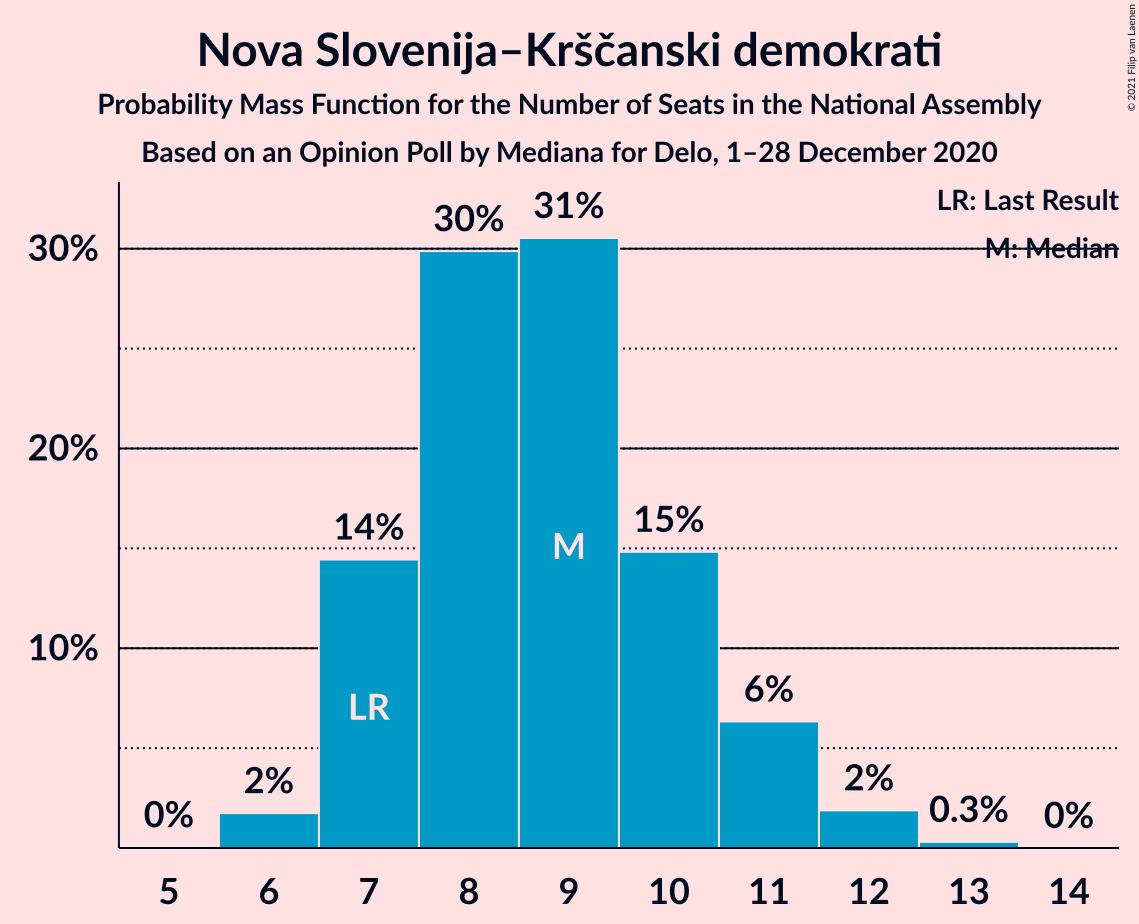 Nova Slovenija–Krščanski demokrati
Probability Mass Function for the Number of Seats in the National Assembly
Based on an Opinion Poll by Mediana for Delo, 1–28 December 2020
© 2021 Filip van Laenen
LR: Last Result
M: Median
30%
20%
10%
0%
2%
14%
30%
31%
15%
6%
2%
0.3%
0%
LR
M
5 6 7 8 9 10 11 12 13 14